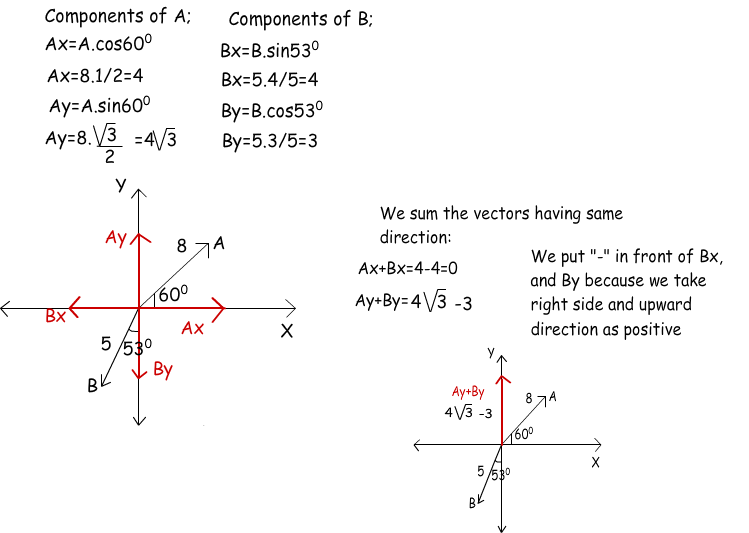 Components of A;
Ax=A.cos60⁰
Ax=8.1/2=4
Ay=A.sin60⁰
Ay=8.√3/2 =4√3
Components of B;
Bx=B.sin53⁰
Bx=5.4/5=4
By=B.cos53⁰
By=5.3/5=3
Y
Ay
8
A
60⁰
Bx
Ax
X
5
53⁰
By
B
We sum the vectors having same
direction:
Ax+Bx=4-4=0
Ay+By=4√3 -3
We put "-" in front of Bx,
and By because we take
right side and upward
direction as positive
Y
Ay+By
4√3 -3
8
A
60⁰
X
5
53⁰
B